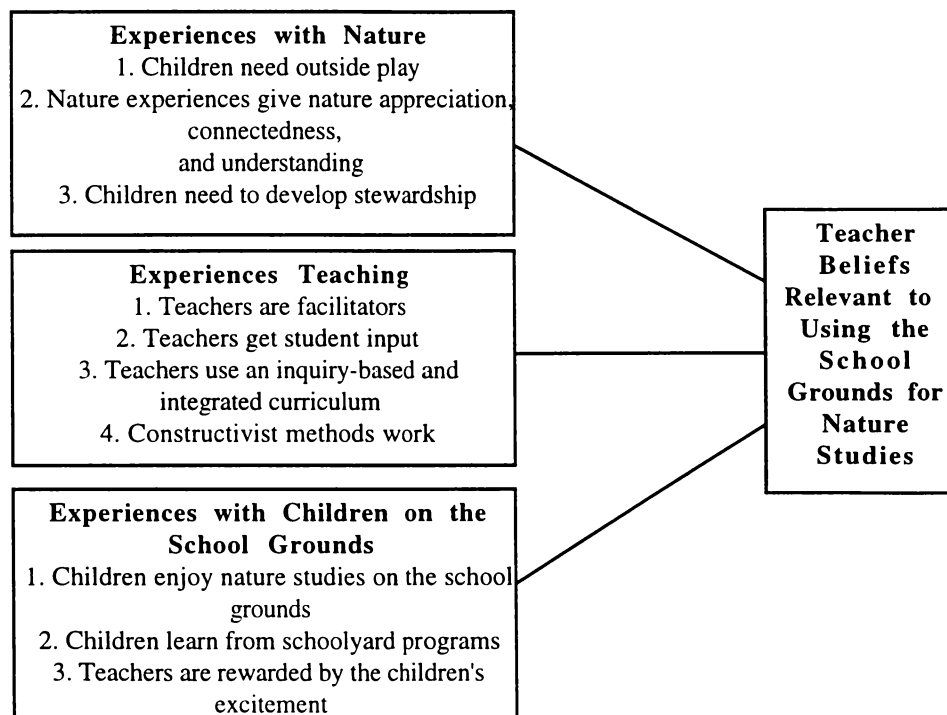 Experiences with Nature
1. Children need outside play
2. Nature experiences give nature appreciation,
connectedness,
and understanding
3. Children need to develop stewardship
Experiences Teaching
1. Teachers are facilitators
2. Teachers get student input
3. Teachers use an inquiry-based and
integrated curriculum
4. Constructivist methods work
Experiences with Children on the
School Grounds
1. Children enjoy nature studies on the school
grounds
2. Children learn from schoolyard programs
3. Teachers are rewarded by the children's
excitement
Teacher
Beliefs
Relevant to
Using the
School
Grounds for
Nature
Studies